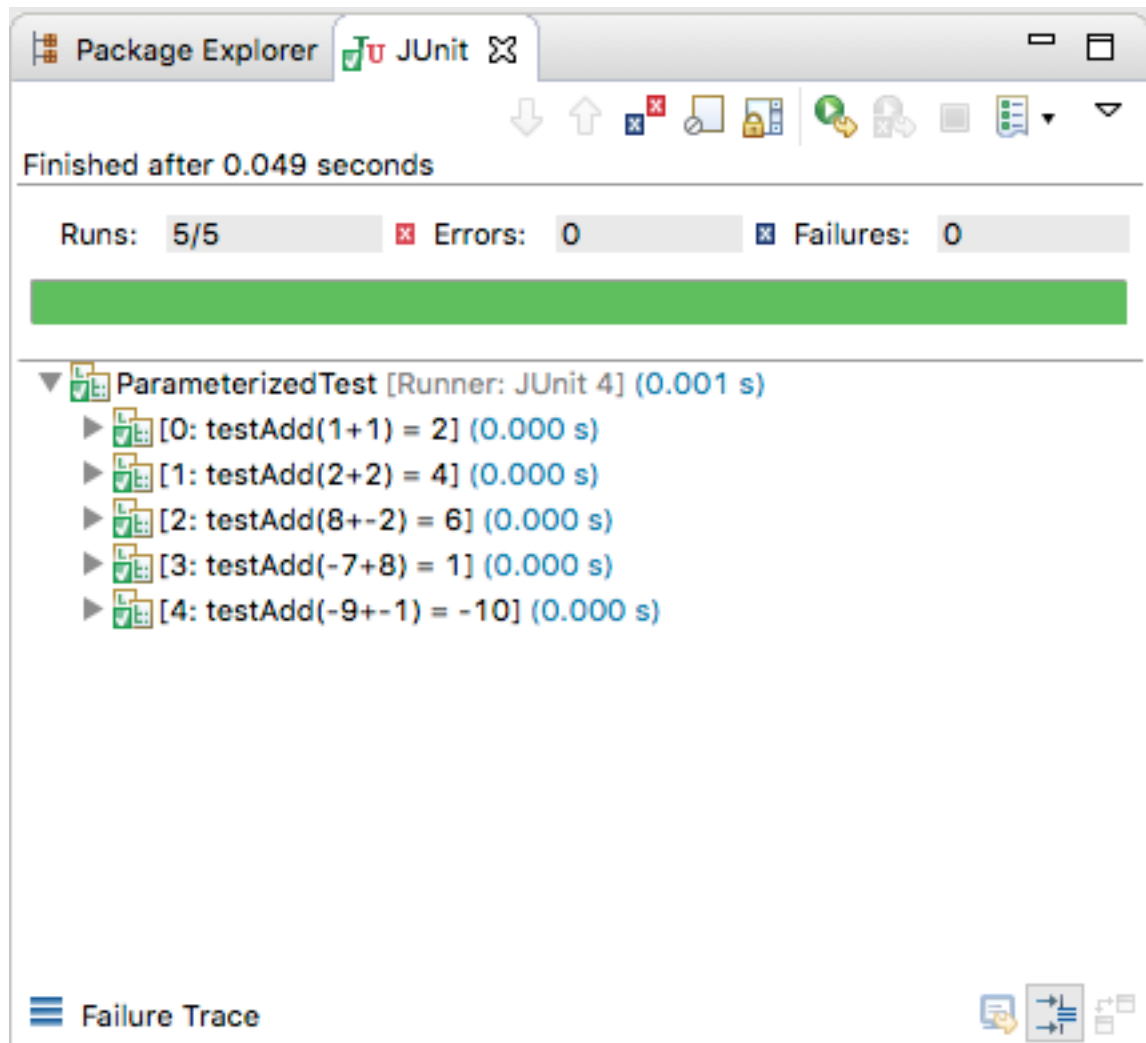 Package Explorer JUnit
Finished after 0.049 seconds
Runs: 5/5 Errors: 0 Failures: 0
ParameterizedTest [Runner: JUnit 4] (0.001 s)
[0: testAdd(1+1) = 2] (0.000 s)
[1: testAdd(2+2) = 4] (0.000 s)
[2: testAdd(8+-2) = 6] (0.000 s)
[3: testAdd(-7+8) = 1] (0.000 s)
[4: testAdd(-9+-1) = -10] (0.000 s)
Failure Trace